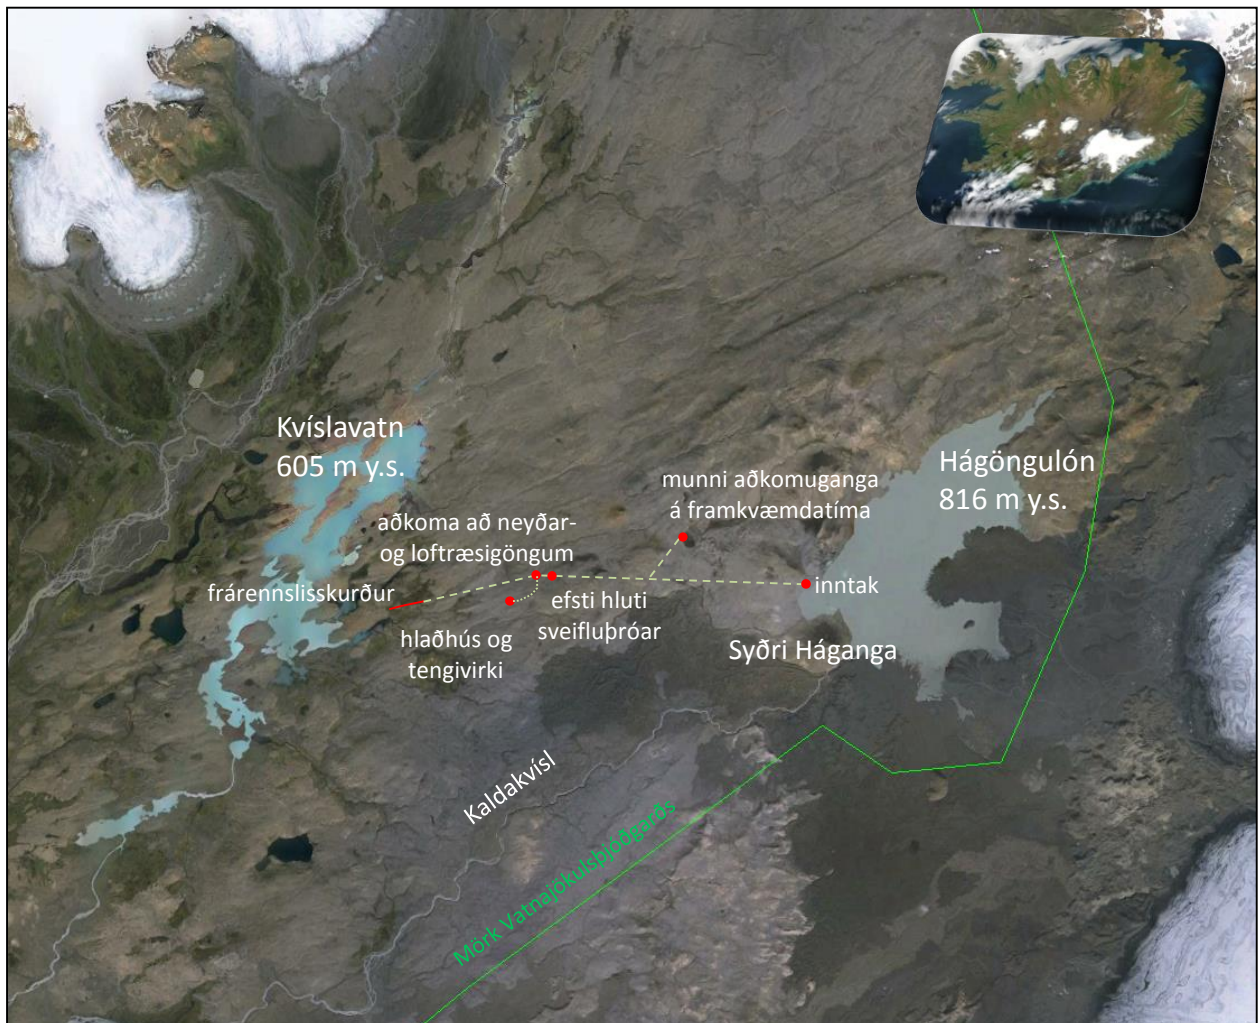 Kvíslavatn
605 m y.s.
Hágöngulón
816 m y.s.
munni aðkomuganga
á framkvæmdatíma
aðkoma að neyðar-
og loftræsigöngum
frárennslisskurður
inntak
efsti hluti
sveifluþróar
hlaðhús og
tengivirki
Syðri Háganga
Kaldakvísl
Mörk Vatnajökulsþjóðgarðs